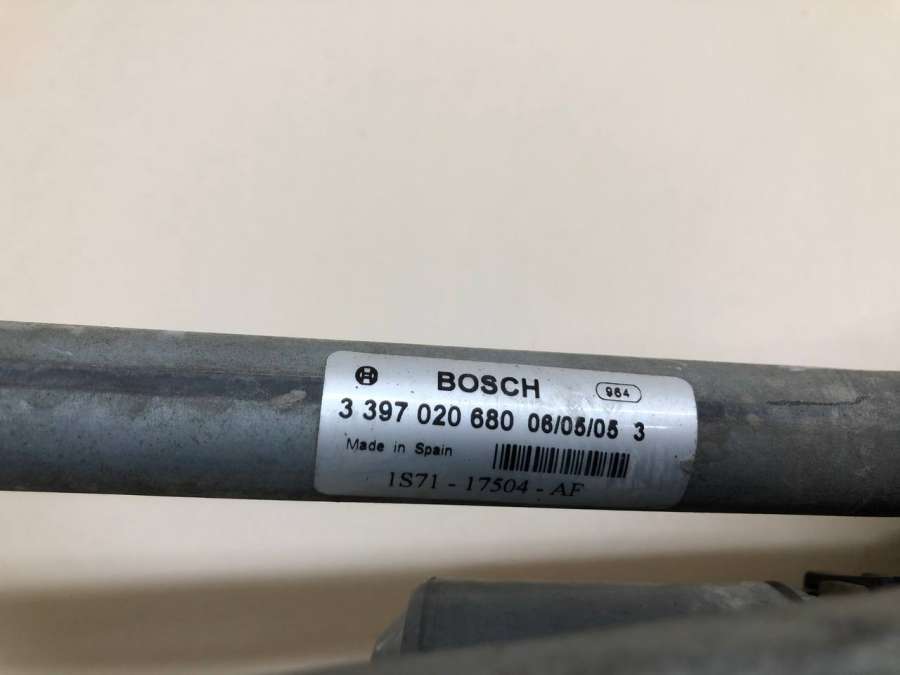 BOSCH 964
3 397 020 680 06/05/05 3
Made in Spain
1S71 - 17504 - AF